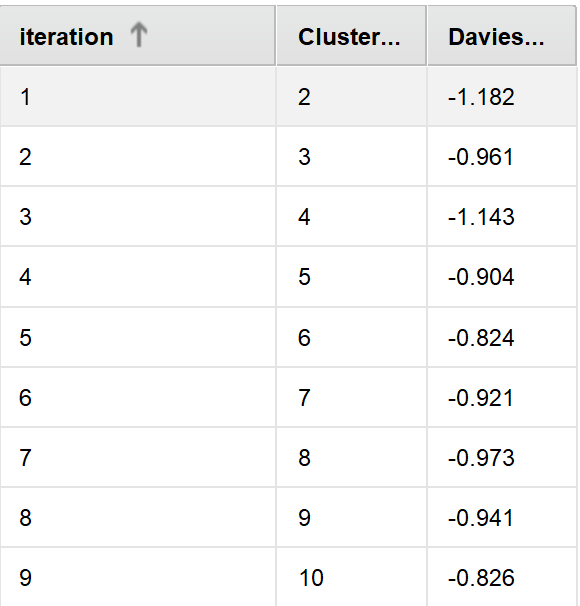 iteration Cluster... Davies...
1 2 -1.182
2 3 -0.961
3 4 -1.143
4 5 -0.904
5 6 -0.824
6 7 -0.921
7 8 -0.973
8 9 -0.941
9 10 -0.826